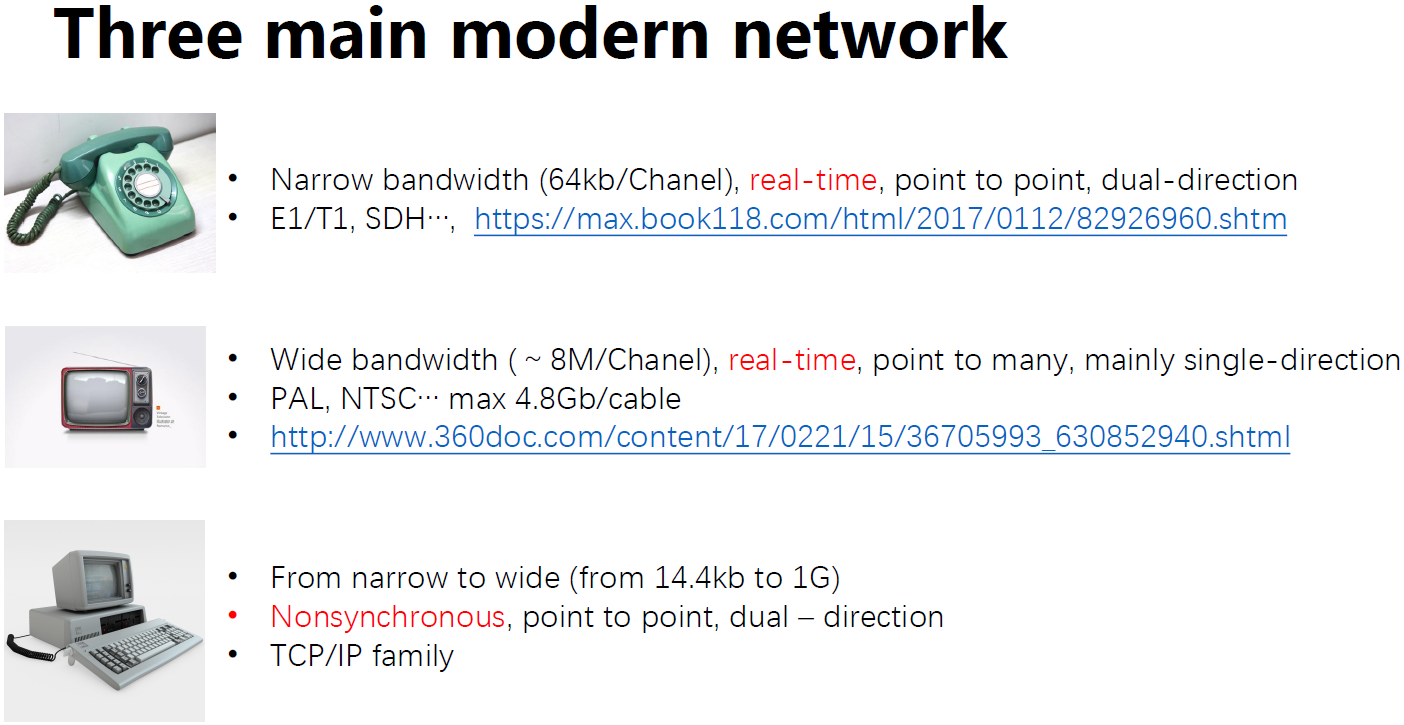 Three main modern network
• Narrow bandwidth (64kb/Chanel), real-time, point to point, dual-direction
• E1/T1, SDH…, https://max.book118.com/html/2017/0112/82926960.shtm
• Wide bandwidth ( ~ 8M/Chanel), real-time, point to many, mainly single-direction
• PAL, NTSC… max 4.8Gb/cable
• http://www.360doc.com/content/17/0221/15/36705993_630852940.shtml
• From narrow to wide (from 14.4kb to 1G)
• Nonsynchronous, point to point, dual – direction
• TCP/IP family